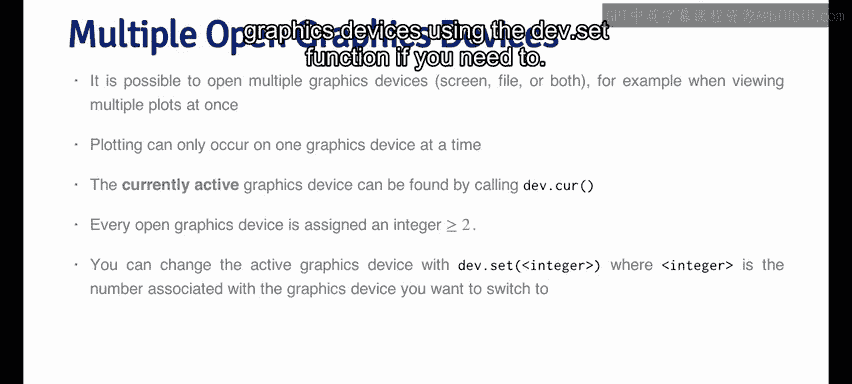 Multiple Open Graphics Devices
graphics devices using the dev.set
function if you need to.
· It is possible to open multiple graphics devices (screen, file, or both), for example when viewing
multiple plots at once
· Plotting can only occur on one graphics device at a time
· The currently active graphics device can be found by calling dev.cur()
· Every open graphics device is assigned an integer ≥ 2.
· You can change the active graphics device with dev.set(<integer>) where <integer> is the
number associated with the graphics device you want to switch to